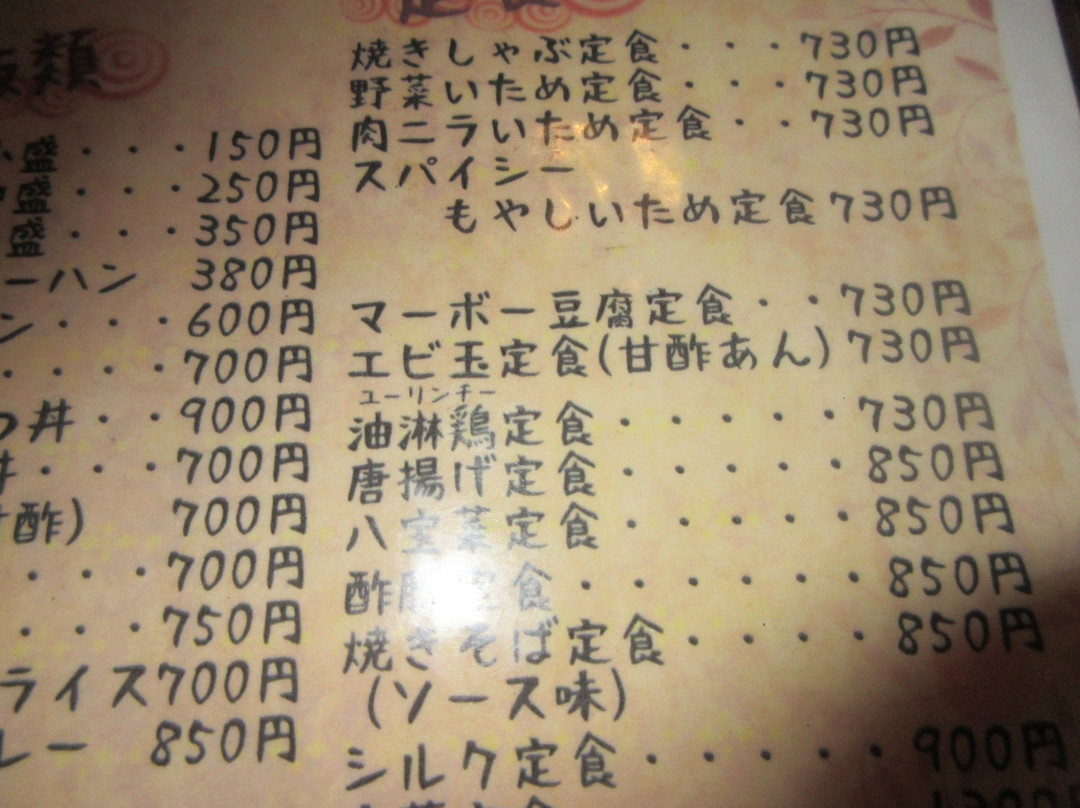 類
盛・・・150円
盛・・・250円
盛・・・350円
ーハン 380円
ン・・・600円
・・・・・700円
つ丼・900円
丼・・・700円
甘酢) 700円
・・・・700円
・・・・750円
ライス700円
レー 850円
定食
焼きしゃぶ定食・・・730円
野菜いため定食・・・730円
肉ニラいため定食・・730円
スパイシー
もやしいため定食730円
マーボー豆腐定食・・730円
エビ玉定食(甘酢あん)730円
ユーリンチー
油淋鶏定食・・・・・730円
唐揚げ定食・・・・・850円
八宝菜定食・・・・・850円
酢豚定食・・・・・・850円
焼きそば定食・・・・850円
(ソース味)
シルク定食・・・・・900円